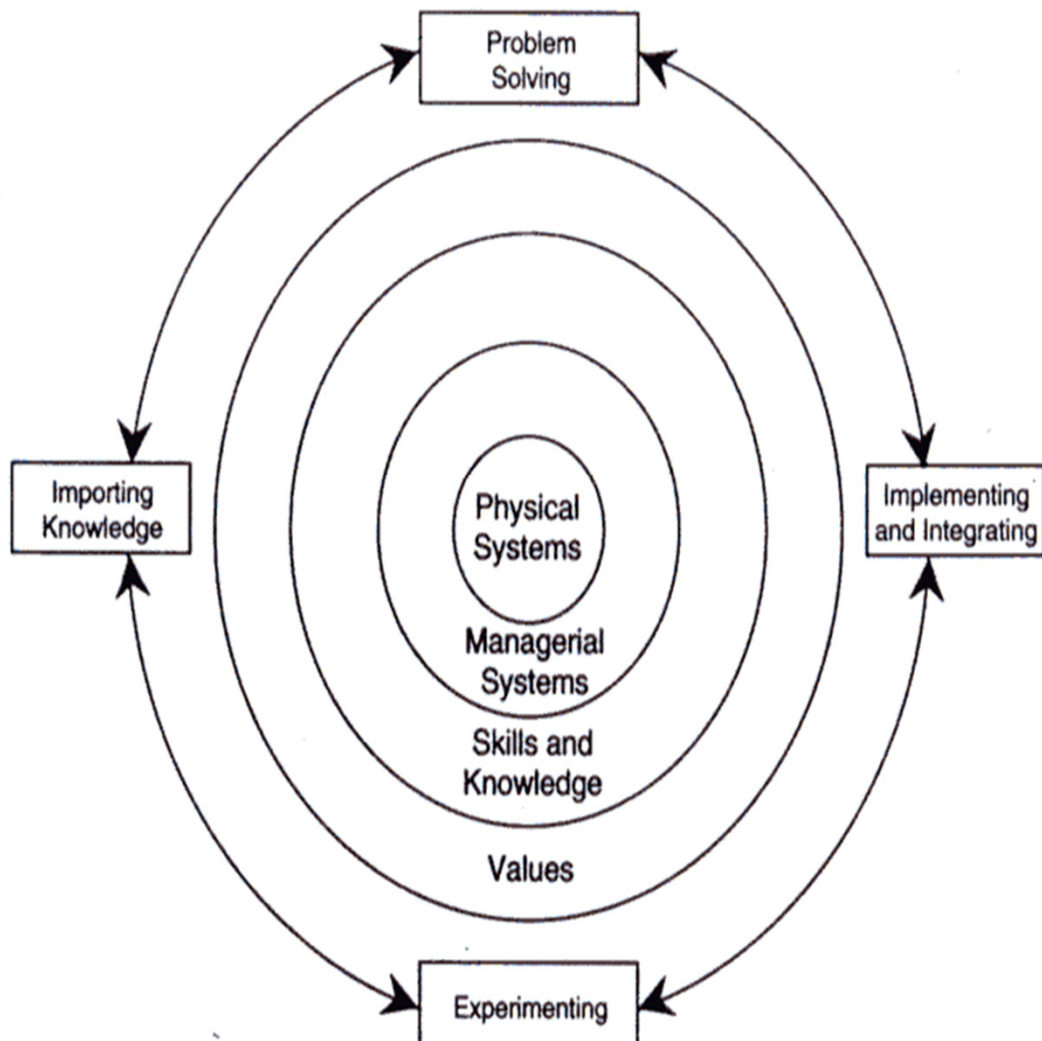 Problem
Solving
Importing
Knowledge
Implementing
and Integrating
Physical
Systems
Managerial
Systems
Skills and
Knowledge
Values
Experimenting